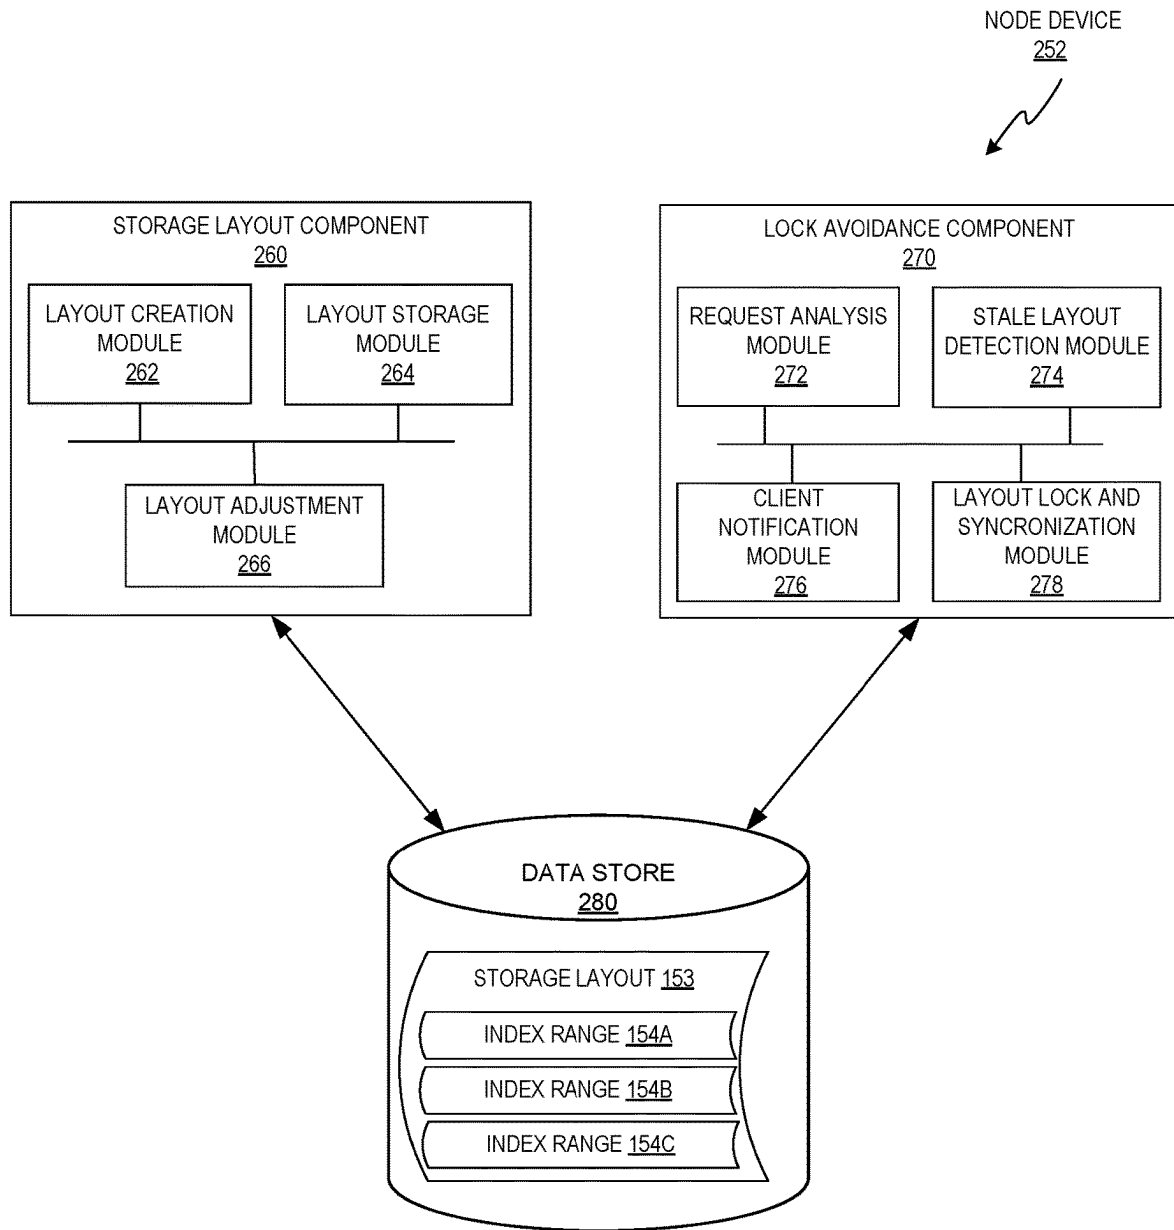 NODE DEVICE
252
STORAGE LAYOUT COMPONENT
260
LAYOUT CREATION
MODULE
262
LAYOUT STORAGE
MODULE
264
LAYOUT ADJUSTMENT
MODULE
266
LOCK AVOIDANCE COMPONENT
270
REQUEST ANALYSIS
MODULE
272
STALE LAYOUT
DETECTION MODULE
274
CLIENT
NOTIFICATION
MODULE
276
LAYOUT LOCK AND
SYNCRONIZATION
MODULE
278
DATA STORE
280
STORAGE LAYOUT 153
INDEX RANGE 154A
INDEX RANGE 154B
INDEX RANGE 154C